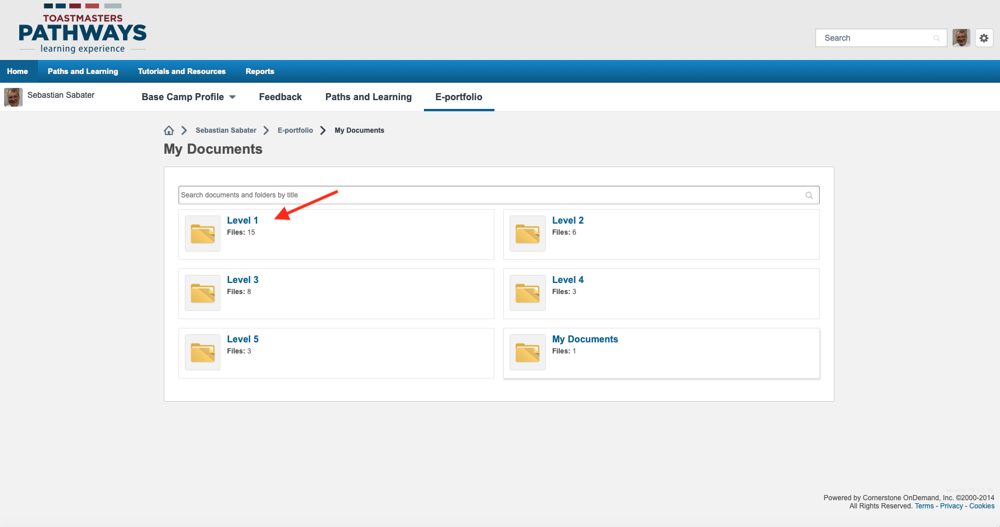 TOASTMASTERS
PATHWAYS
learning experience
Search
Home Paths and Learning Tutorials and Resources Reports
Sebastian Sabater Base Camp Profile Feedback Paths and Learning E-portfolio
Sebastian Sabater E-portfolio My Documents
My Documents
Search documents and folders by title
Level 1
Files: 15
Level 2
Files: 6
Level 3
Files: 8
Level 4
Files: 3
Level 5
Files: 3
My Documents
Files: 1
Powered by Cornerstone OnDemand, Inc. ©2000-2014
All Rights Reserved. Terms - Privacy - Cookies